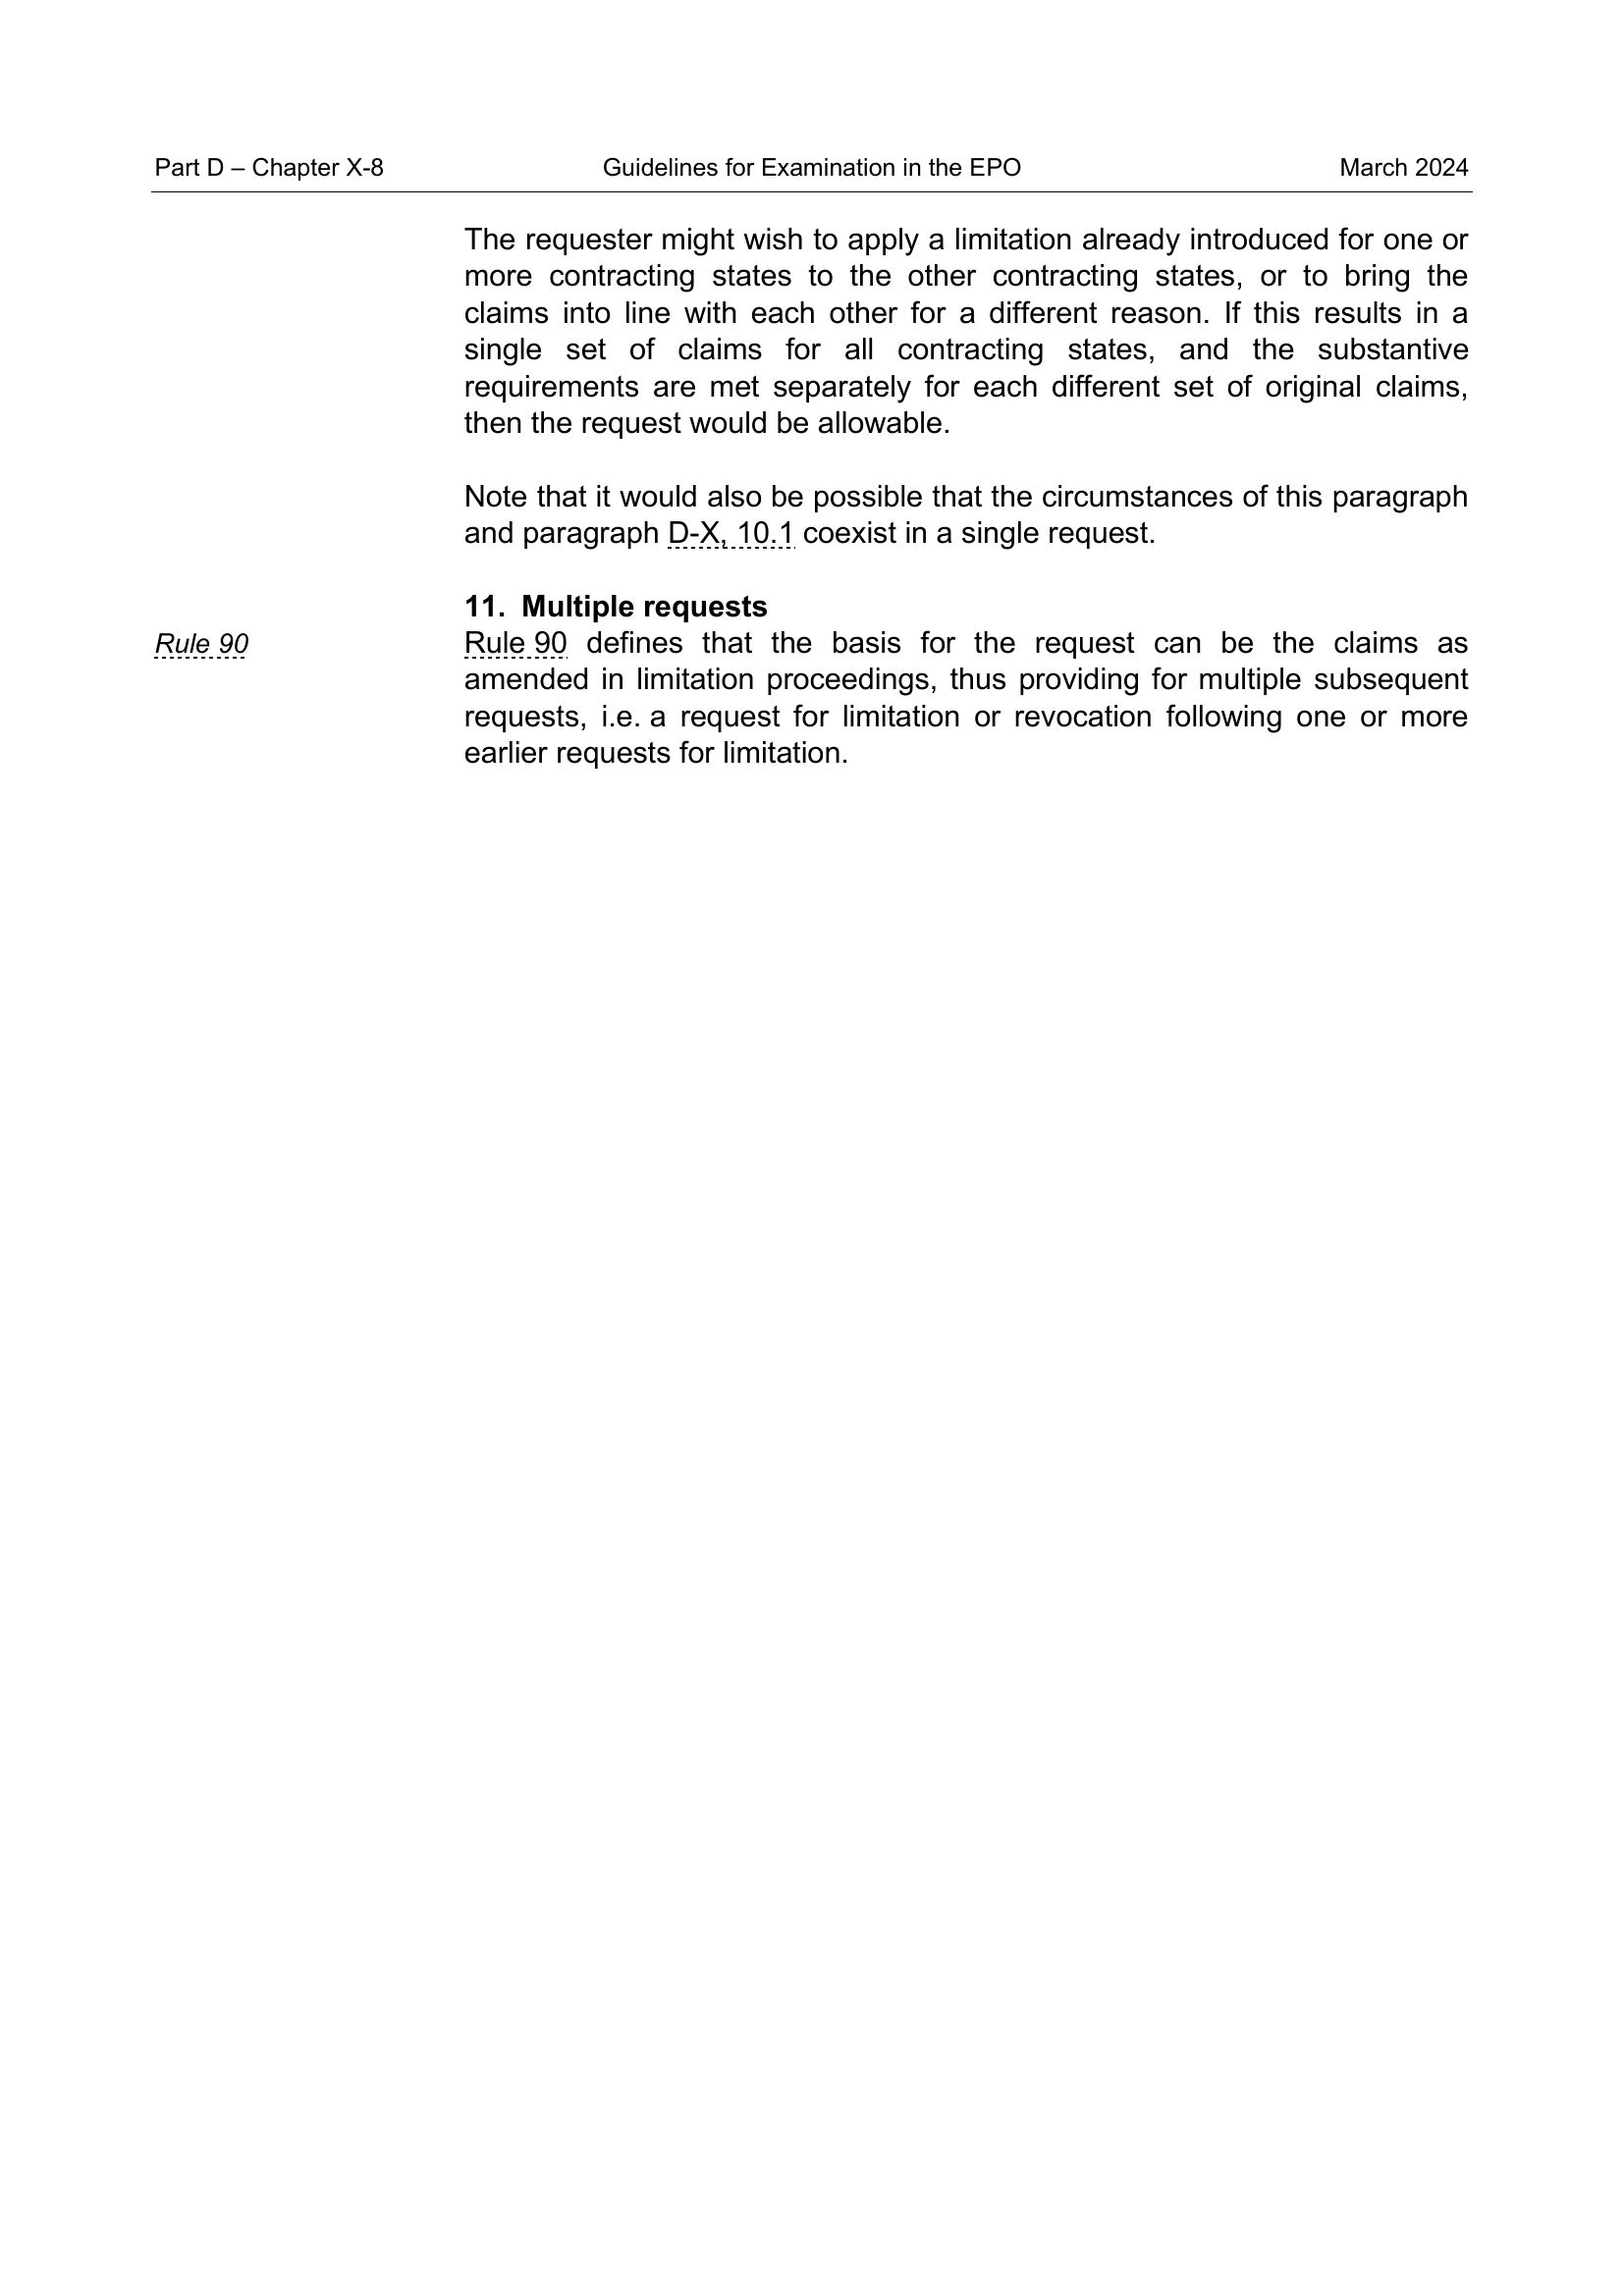 Part D – Chapter X-8 Guidelines for Examination in the EPO March 2024
The requester might wish to apply a limitation already introduced for one or
more contracting states to the other contracting states, or to bring the
claims into line with each other for a different reason. If this results in a
single set of claims for all contracting states, and the substantive
requirements are met separately for each different set of original claims,
then the request would be allowable.
Note that it would also be possible that the circumstances of this paragraph
and paragraph D-X, 10.1 coexist in a single request.
11. Multiple requests
Rule 90
Rule 90 defines that the basis for the request can be the claims as
amended in limitation proceedings, thus providing for multiple subsequent
requests, i.e. a request for limitation or revocation following one or more
earlier requests for limitation.